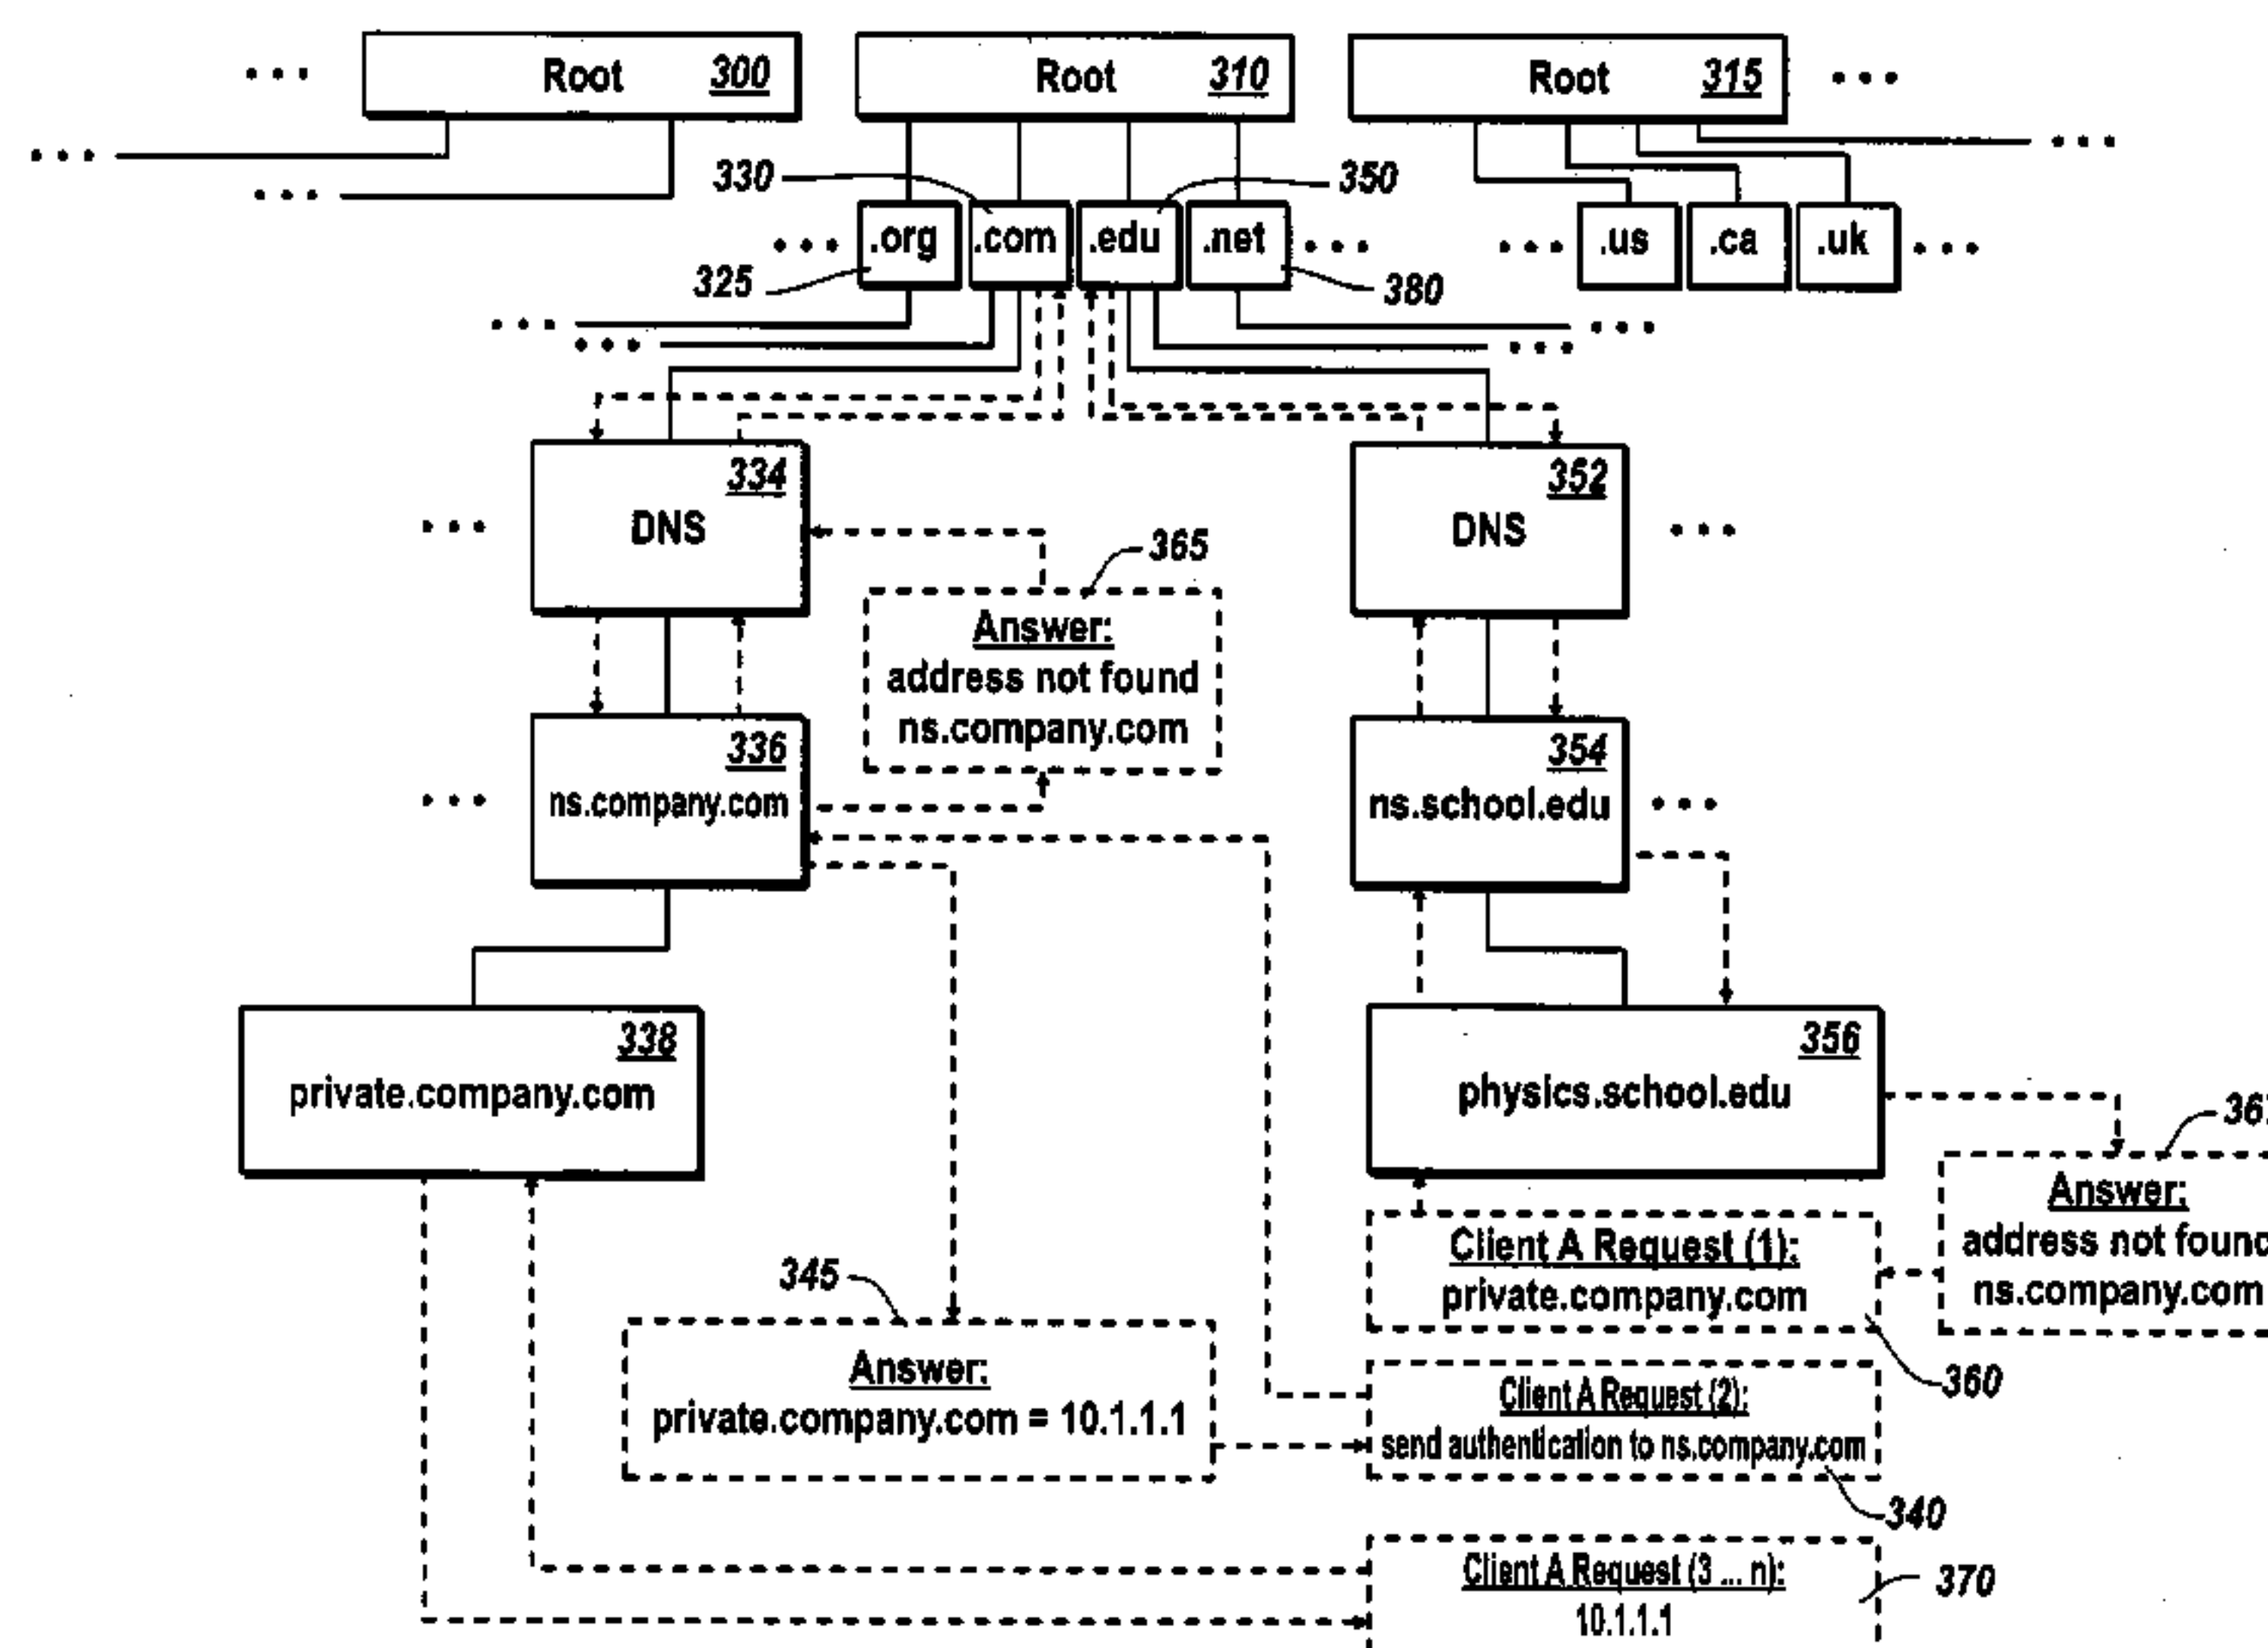 ... Root 300 Root 310 Root 315 ...
... ...
... 330 350
... .org .com .edu .net ... ... .us .ca .uk ...
325 380
... ...
... ...
334 352
... DNS DNS ...
365
Answer:
address not found
ns.company.com
336 354
... ns.company.com ns.school.edu ...
338 356
private.company.com physics.school.edu
Answer:
address not found
ns.company.com
Client A Request (1):
private.company.com
360
345
Answer:
private.company.com = 10.1.1.1
Client A Request (2):
send authentication to ns.company.com
340
Client A Request (3 ... n):
10.1.1.1
370